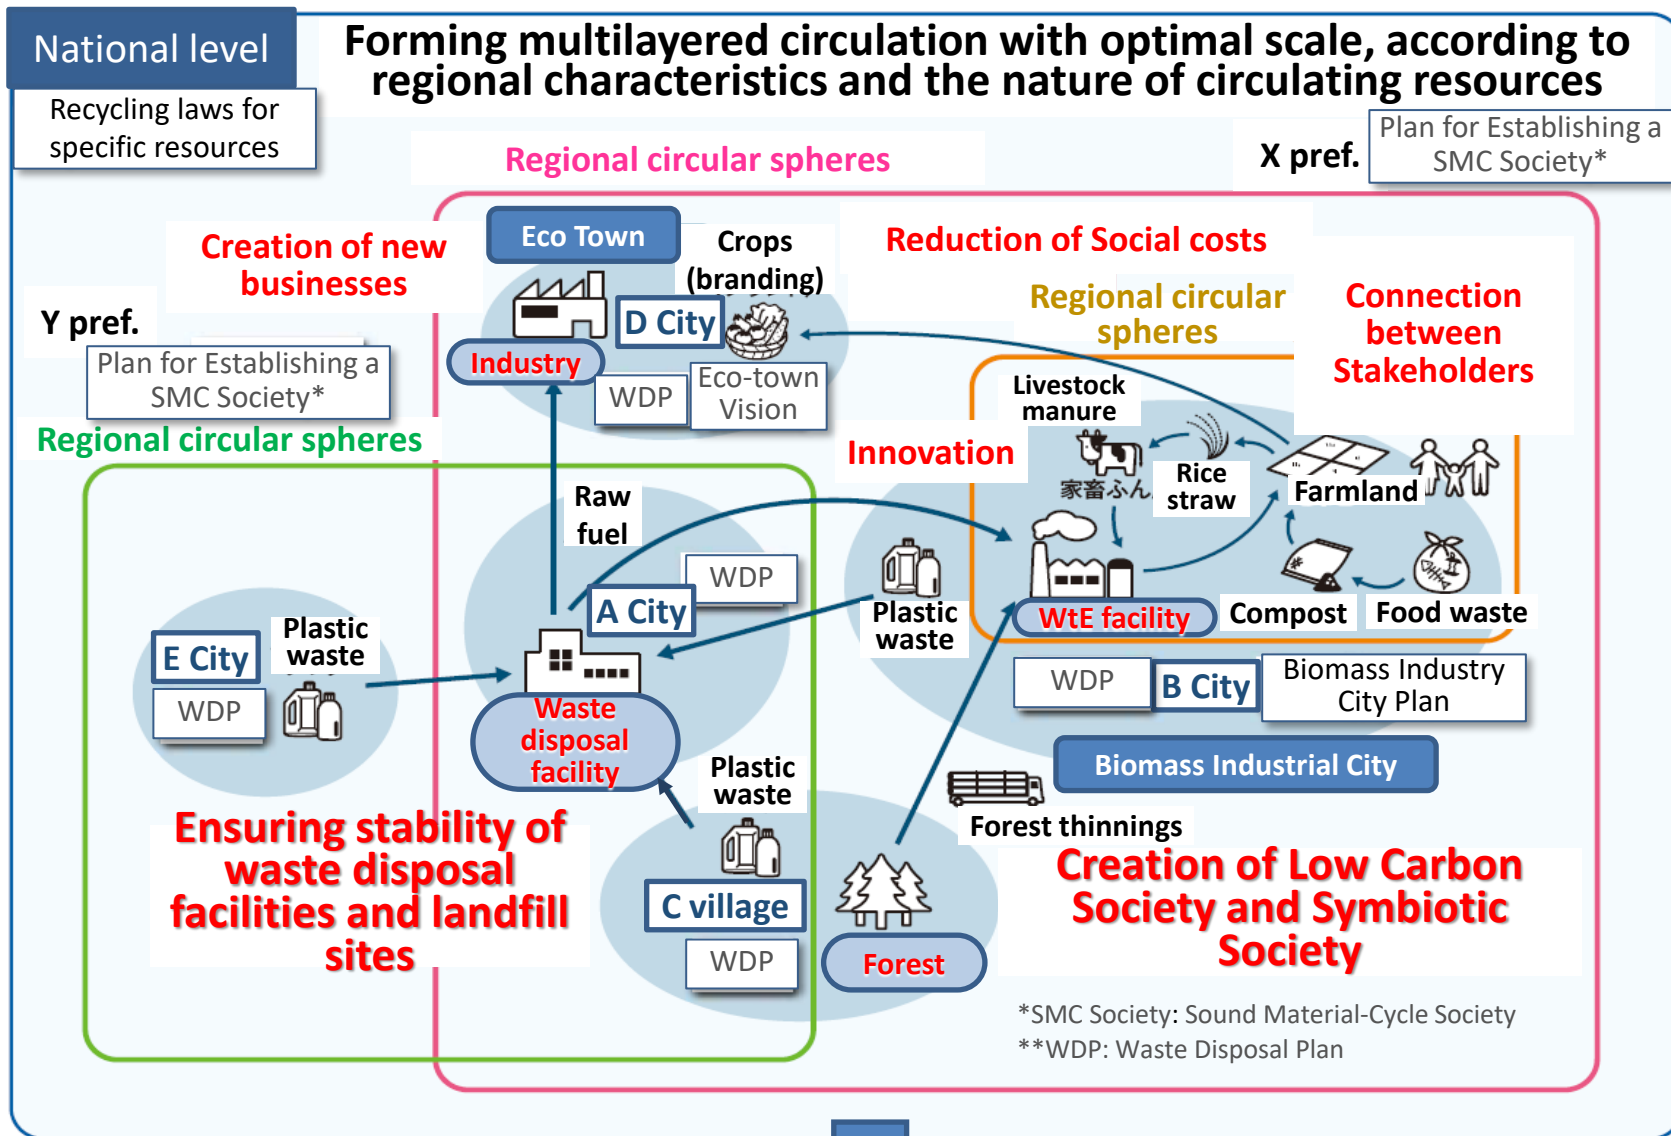 National level
Forming multilayered circulation with optimal scale, according to
regional characteristics and the nature of circulating resources
Recycling laws for
specific resources
Regional circular spheres
X pref.
Plan for Establishing a
SMC Society*
Creation of new
businesses
Eco Town
Crops
(branding)
Reduction of Social costs
Y pref.
Plan for Establishing a
SMC Society*
Industry
D City
WDP
Eco-town
Vision
Regional circular
spheres
Connection
between
Stakeholders
Regional circular spheres
Innovation
Livestock
manure
家畜ふん
Rice
straw
Farmland
Raw
fuel
WDP
A City
Plastic
waste
WtE facility
Compost
Food waste
E City
WDP
Plastic
waste
Waste
disposal
facility
WDP
B City
Biomass Industry
City Plan
Biomass Industrial City
Plastic
waste
Forest thinnings
Ensuring stability of
waste disposal
facilities and landfill
sites
C village
WDP
Forest
Creation of Low Carbon
Society and Symbiotic
Society
*SMC Society: Sound Material-Cycle Society
**WDP: Waste Disposal Plan